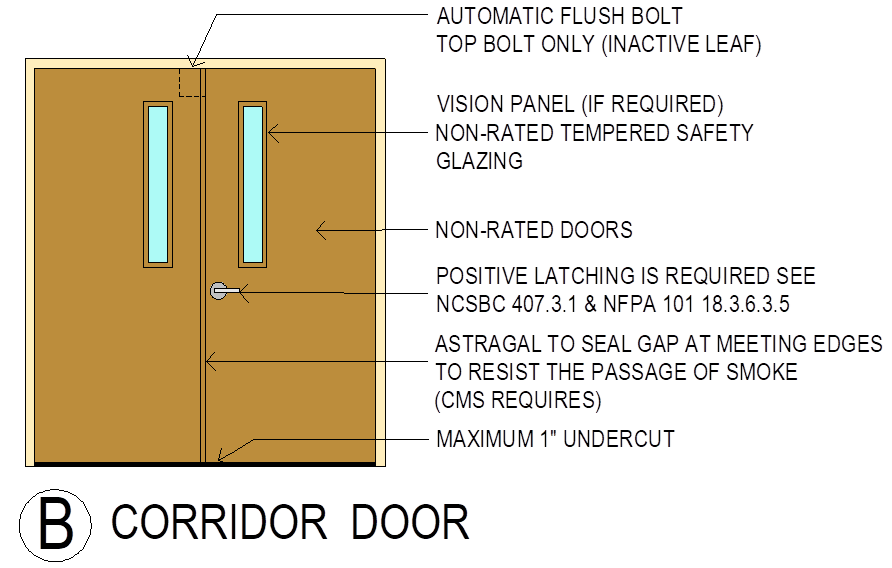 AUTOMATIC FLUSH BOLT
TOP BOLT ONLY (INACTIVE LEAF)
VISION PANEL (IF REQUIRED)
NON-RATED TEMPERED SAFETY
GLAZING
NON-RATED DOORS
POSITIVE LATCHING IS REQUIRED SEE
NCSBC 407.3.1 & NFPA 101 18.3.6.3.5
ASTRAGAL TO SEAL GAP AT MEETING EDGES
TO RESIST THE PASSAGE OF SMOKE
(CMS REQUIRES)
MAXIMUM 1" UNDERCUT
B CORRIDOR DOOR